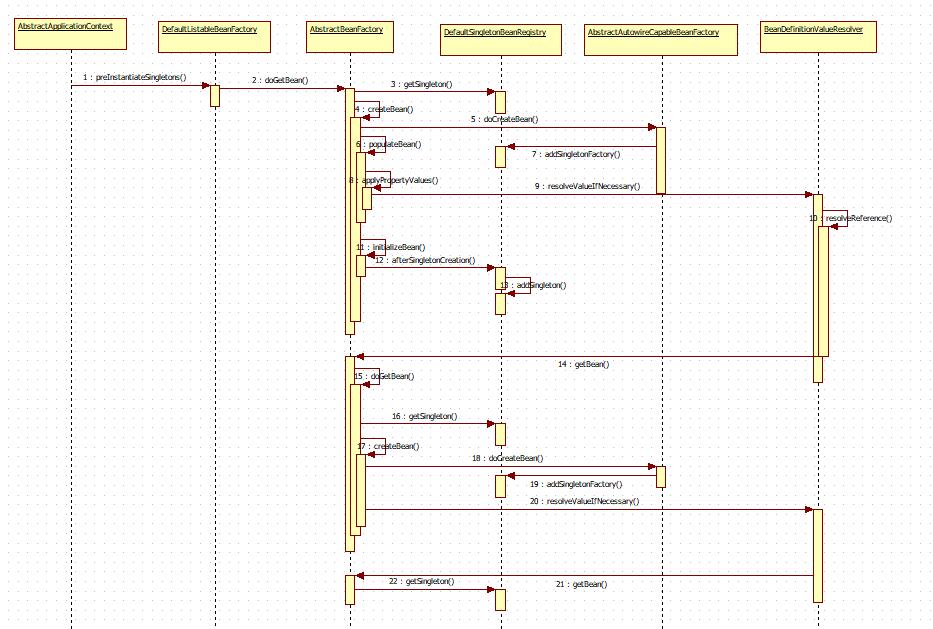 AbstractApplicationContext
DefaultListableBeanFactory
AbstractBeanFactory
DefaultSingletonBeanRegistry
AbstractAutowireCapableBeanFactory
BeanDefinitionValueResolver
1 : preInstantiateSingletons()
2 : doGetBean()
3 : getSingleton()
4 : createBean()
5 : doCreateBean()
6 : populateBean()
7 : addSingletonFactory()
8 : applyPropertyValues()
9 : resolveValueIfNecessary()
10 : resolveReference()
11 : initializeBean()
12 : afterSingletonCreation()
13 : addSingleton()
14 : getBean()
15 : doGetBean()
16 : getSingleton()
17 : createBean()
18 : doCreateBean()
19 : addSingletonFactory()
20 : resolveValueIfNecessary()
21 : getBean()
22 : getSingleton()